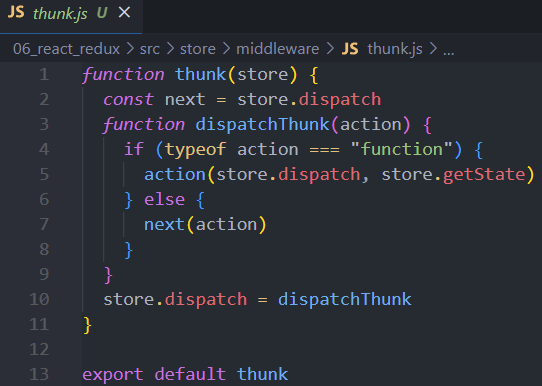 JS thunk.js U ×
06_react_redux > src > store > middleware > JS thunk.js > ...
1 function thunk(store) {
2   const next = store.dispatch
3   function dispatchThunk(action) {
4     if (typeof action === "function") {
5       action(store.dispatch, store.getState)
6     } else {
7       next(action)
8     }
9   }
10   store.dispatch = dispatchThunk
11 }
12
13 export default thunk